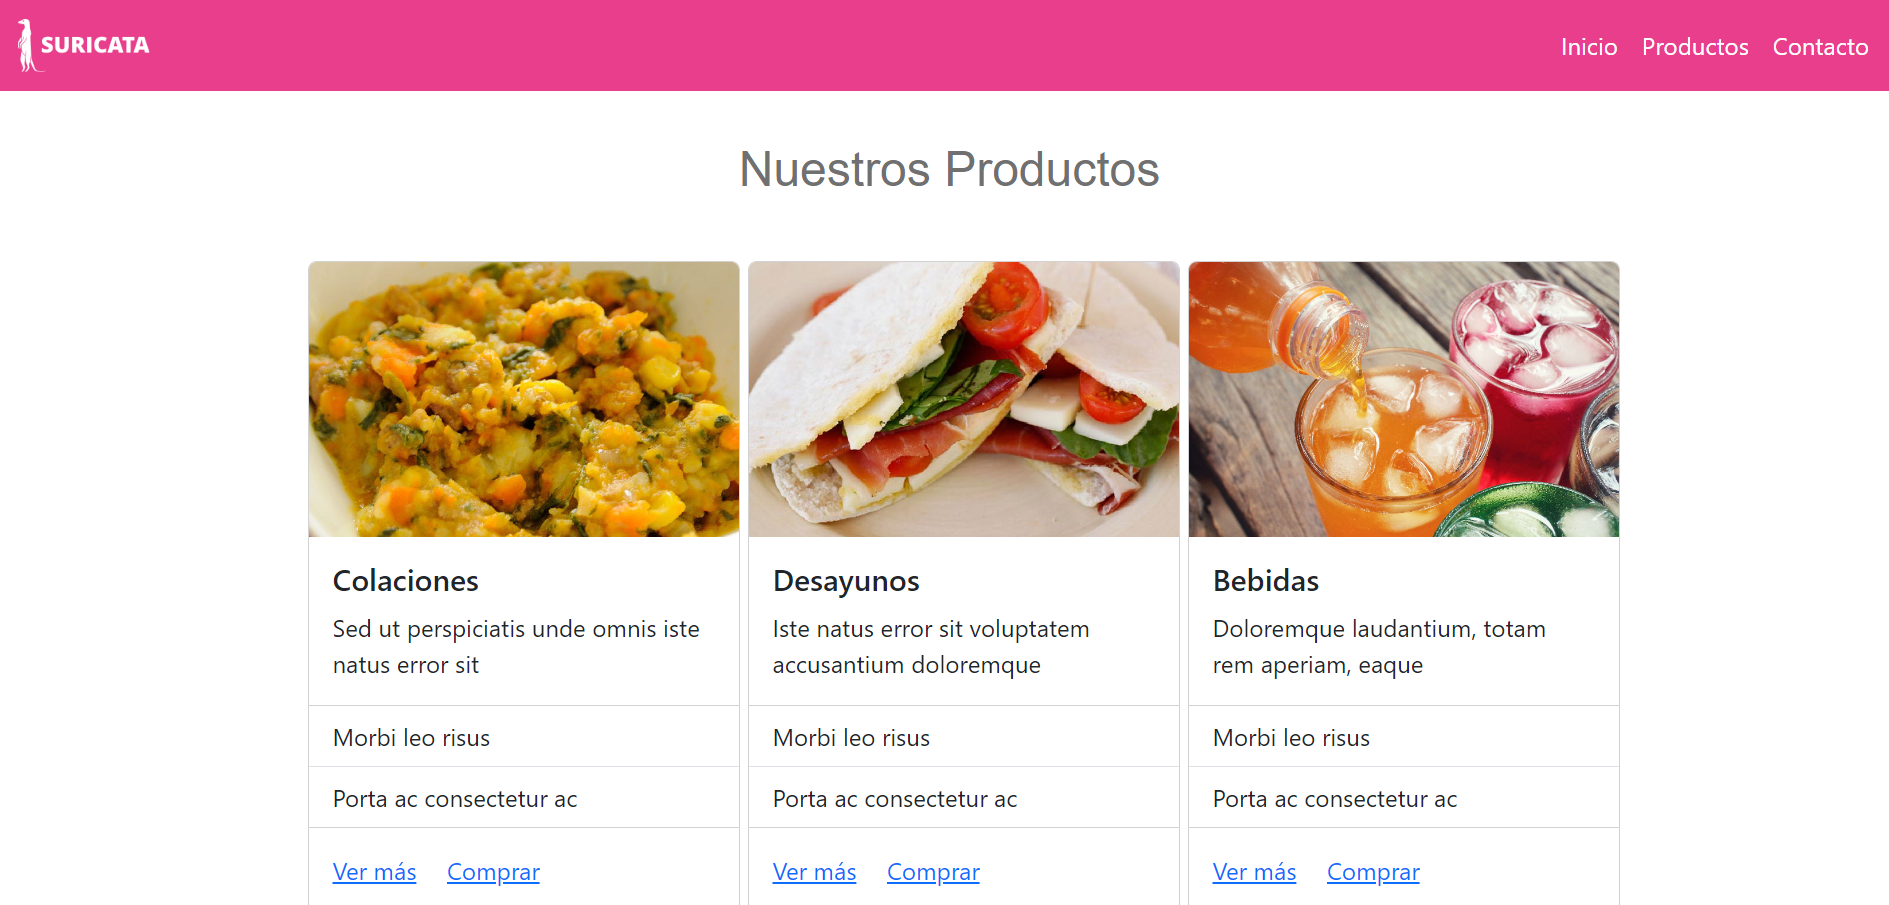 SURICATA
Inicio Productos Contacto
Nuestros Productos
Colaciones
Sed ut perspiciatis unde omnis iste
natus error sit
Morbi leo risus
Porta ac consectetur ac
Ver más Comprar
Desayunos
Iste natus error sit voluptatem
accusantium doloremque
Morbi leo risus
Porta ac consectetur ac
Ver más Comprar
Bebidas
Doloremque laudantium, totam
rem aperiam, eaque
Morbi leo risus
Porta ac consectetur ac
Ver más Comprar